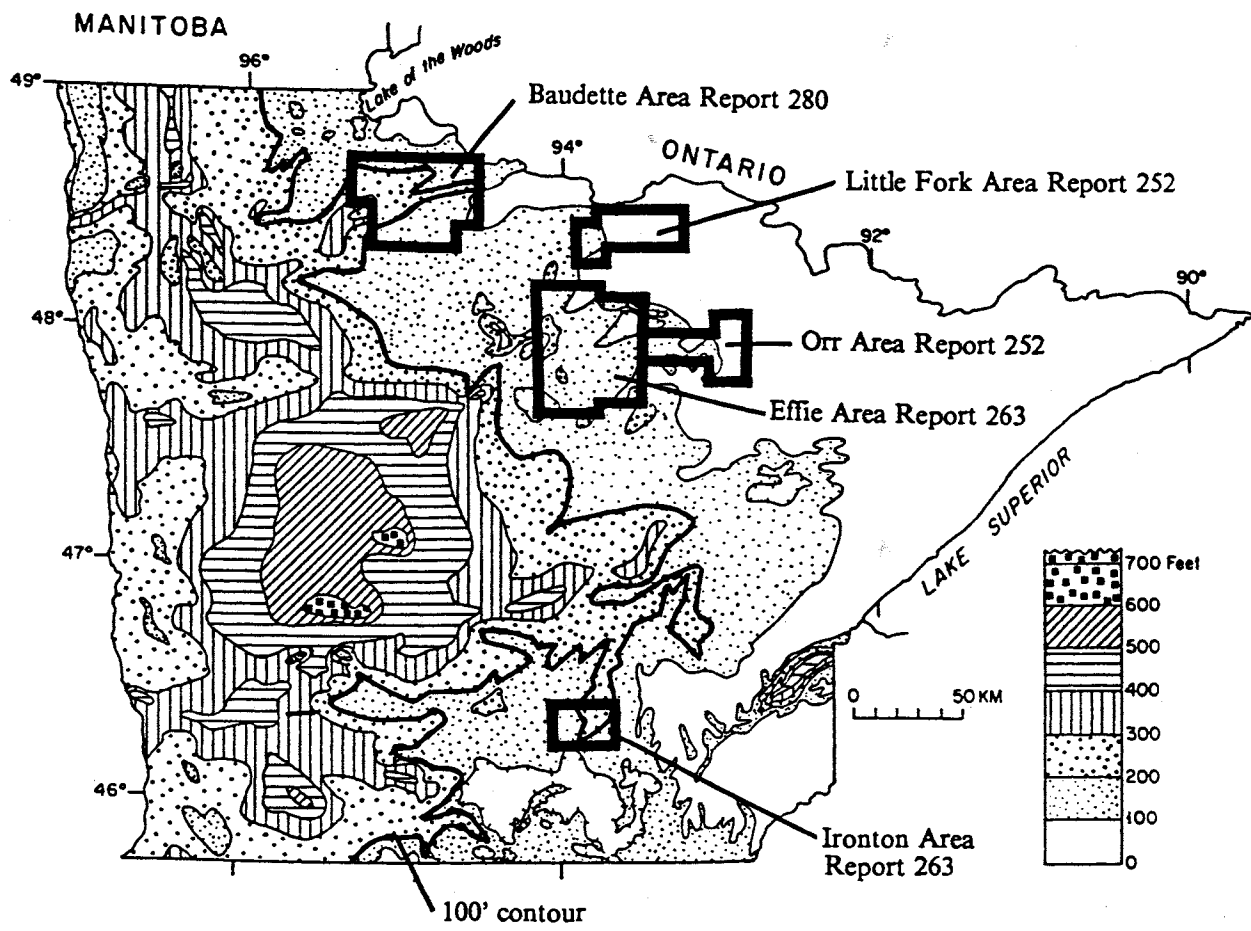 MANITOBA
96°
49°
Lake of the Woods
Baudette Area Report 280
94°
ONTARIO
Little Fork Area Report 252
92°
90°
48°
Orr Area Report 252
Effie Area Report 263
LAKE SUPERIOR
47°
700 Feet
600
500
400
300
200
100
0
0 50 KM
46°
Ironton Area
Report 263
100' contour